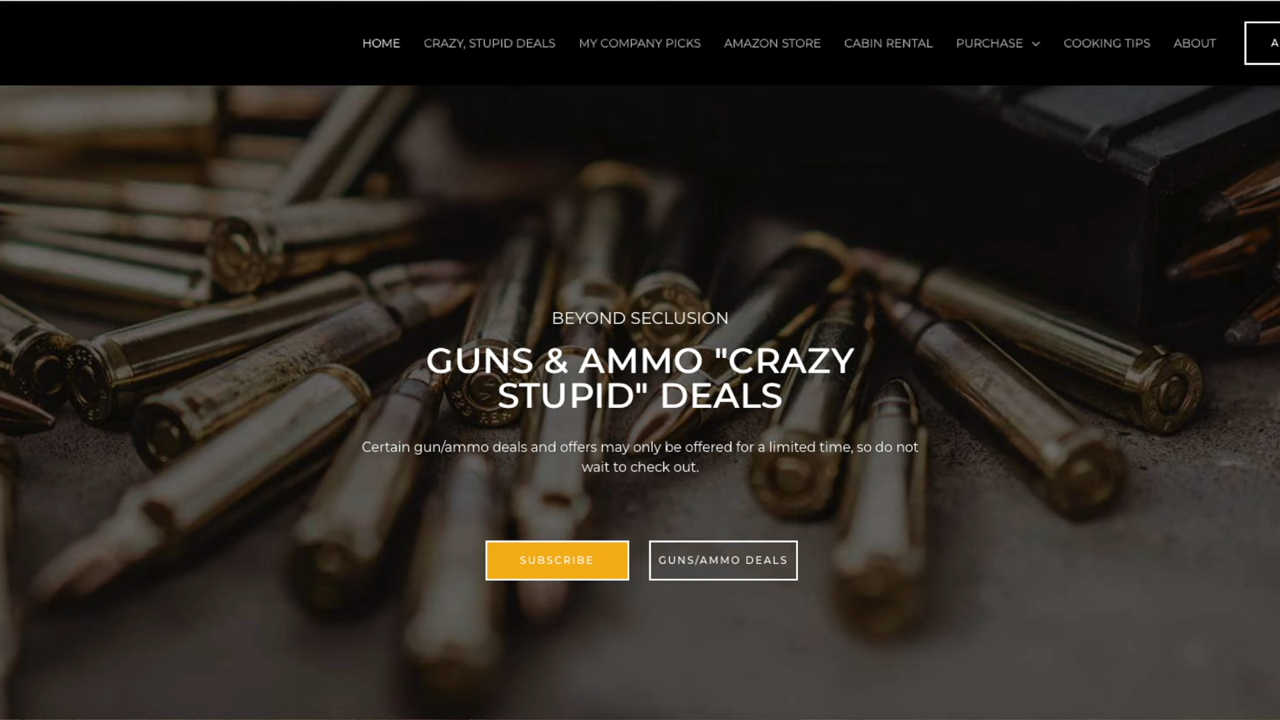 HOME CRAZY, STUPID DEALS MY COMPANY PICKS AMAZON STORE CABIN RENTAL PURCHASE COOKING TIPS ABOUT A
BEYOND SECLUSION
GUNS & AMMO "CRAZY
STUPID" DEALS
Certain gun/ammo deals and offers may only be offered for a limited time, so do not
wait to check out.
SUBSCRIBE GUNS/AMMO DEALS